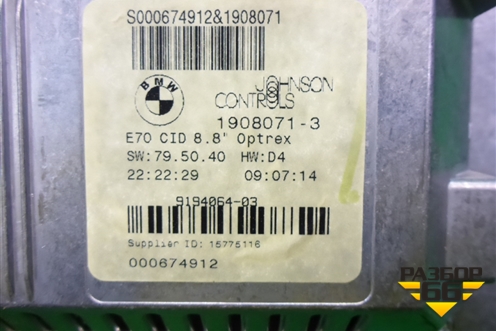 S000674912&1908071
BMW
JOHNSON
CONTROLS
1908071-3
E70 CID 8.8" Optrex
SW:79.50.40 HW:D4
22:22:29 09:07:14
9194064-03
Supplier ID: 15775116
000674912
РАЗБОР
66